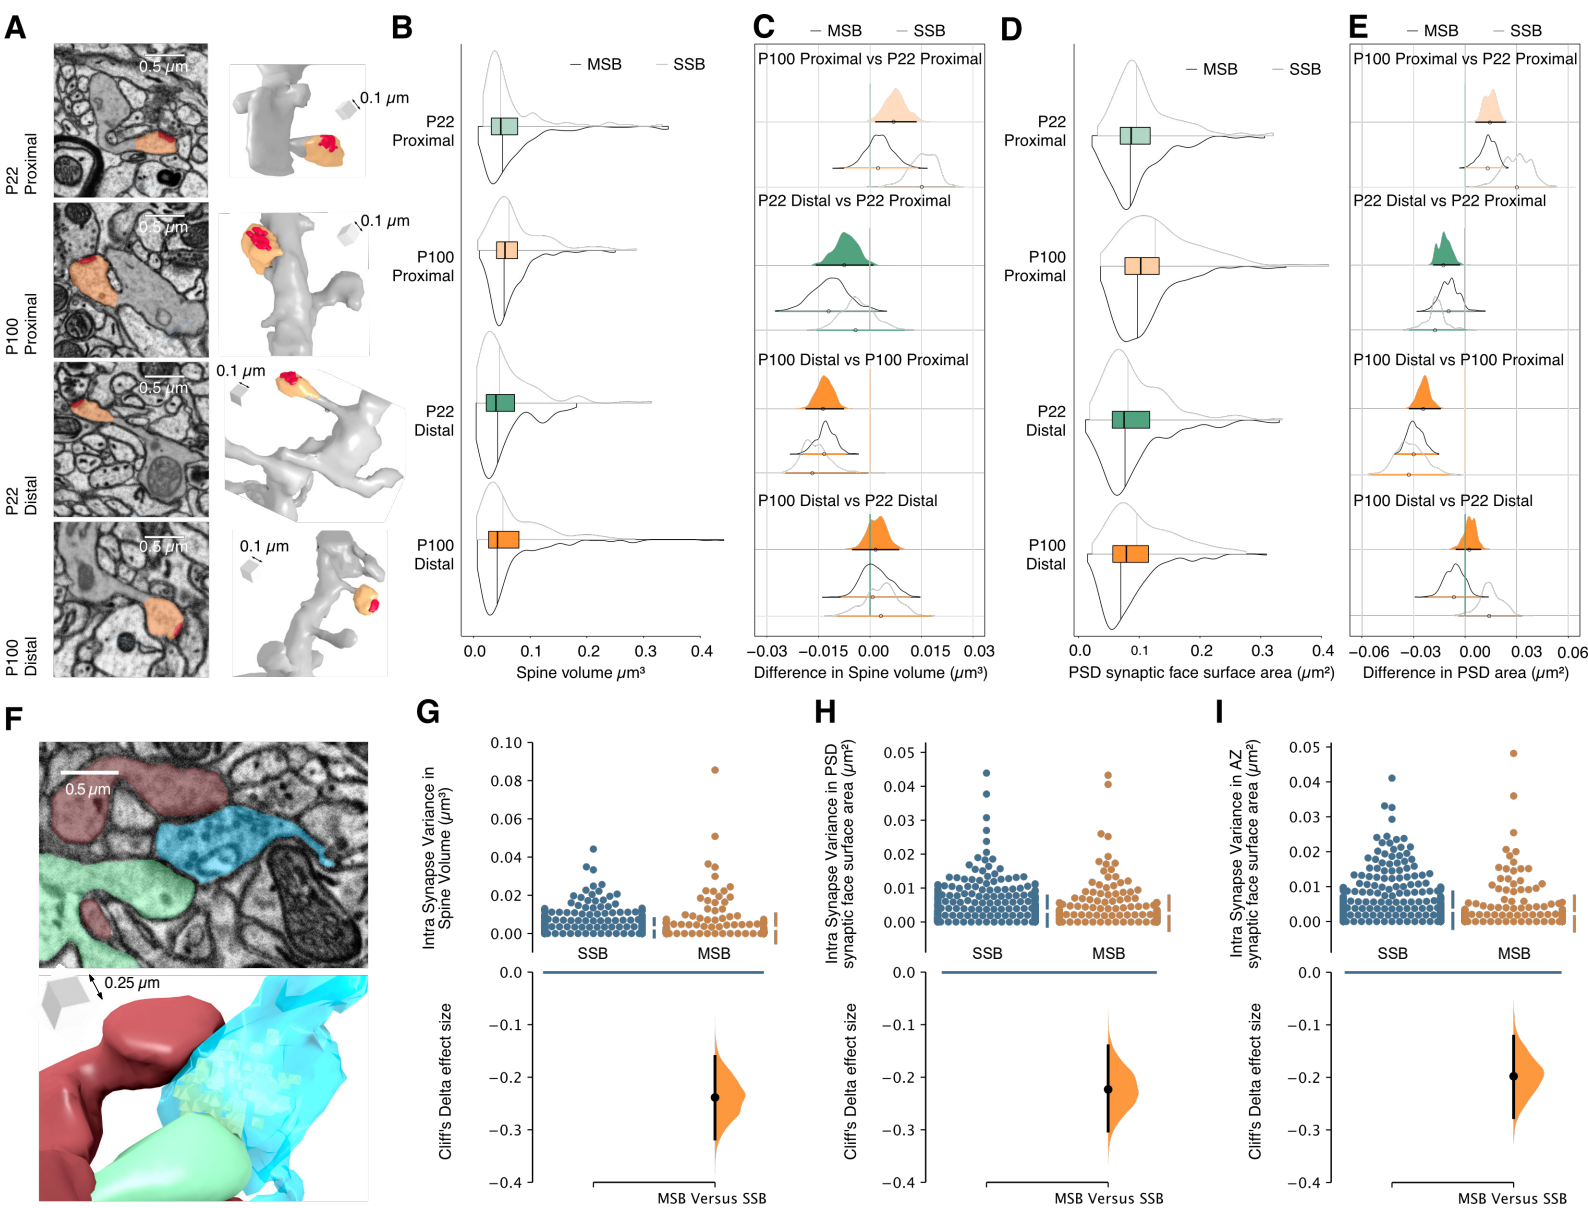 A
P22
Proximal
0.5 µm
0.1 µm
P100
Proximal
0.5 µm
0.1 µm
P22
Distal
0.5 µm
0.1 µm
P100
Distal
0.5 µm
0.1 µm
B
MSB SSB
P22
Proximal
P100
Proximal
P22
Distal
P100
Distal
0.0 0.1 0.2 0.3 0.4
Spine volume µm³
C
MSB SSB
P100 Proximal vs P22 Proximal
P22 Distal vs P22 Proximal
P100 Distal vs P100 Proximal
P100 Distal vs P22 Distal
−0.03 −0.015 0.00 0.015 0.03
Difference in Spine volume (µm³)
D
MSB SSB
P22
Proximal
P100
Proximal
P22
Distal
P100
Distal
0.0 0.1 0.2 0.3 0.4
PSD synaptic face surface area (µm²)
E
MSB SSB
P100 Proximal vs P22 Proximal
P22 Distal vs P22 Proximal
P100 Distal vs P100 Proximal
P100 Distal vs P22 Distal
−0.06 −0.03 0.00 0.03 0.06
Difference in PSD area (µm²)
F
0.5 µm
0.25 µm
G
Intra Synapse Variance in
Spine Volume (µm³)
0.10
0.08
0.06
0.04
0.02
0.00
SSB MSB
Cliff's Delta effect size
0.0
−0.1
−0.2
−0.3
−0.4
MSB Versus SSB
H
Intra Synapse Variance in PSD
synaptic face surface area (µm²)
0.05
0.04
0.03
0.02
0.01
0.00
SSB MSB
Cliff's Delta effect size
0.0
−0.1
−0.2
−0.3
−0.4
MSB Versus SSB
I
Intra Synapse Variance in AZ
synaptic face surface area (µm²)
0.05
0.04
0.03
0.02
0.01
0.00
SSB MSB
Cliff's Delta effect size
0.0
−0.1
−0.2
−0.3
−0.4
MSB Versus SSB